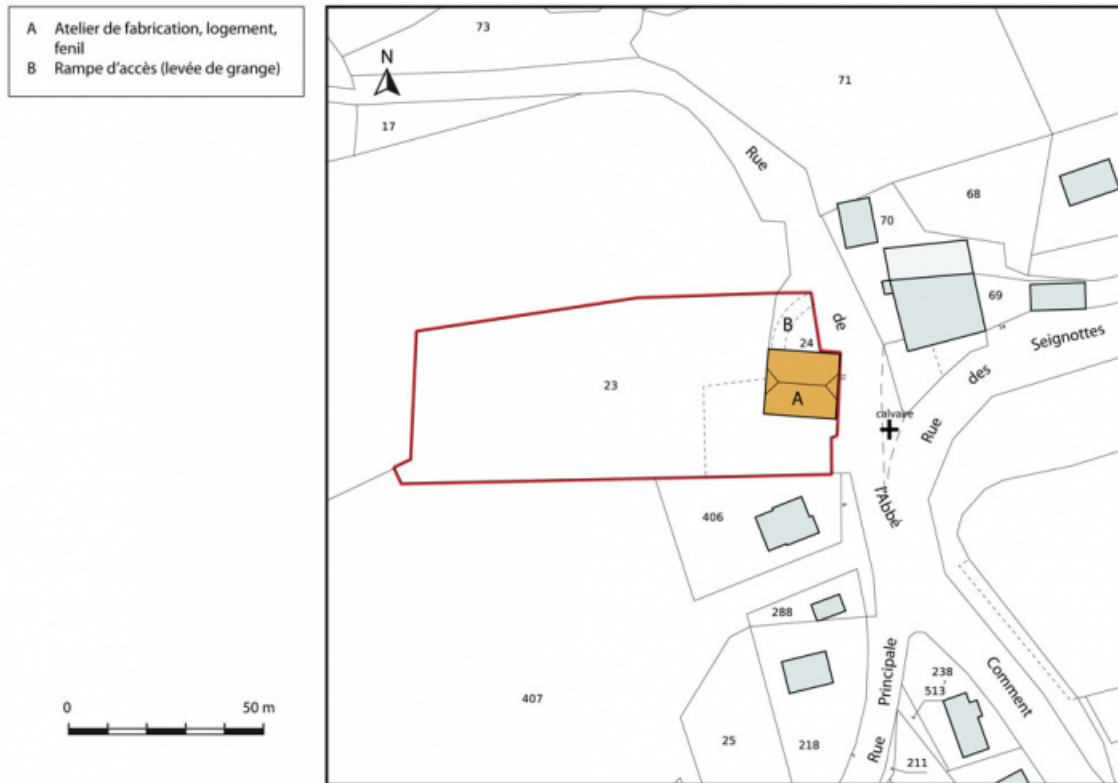 A Atelier de fabrication, logement,
fenil
B Rampe d'accès (levée de grange)
N
73
71
17
Rue
68
70
69
B
de
24
Seignottes
23
des
A
calvaire
Rue
l'Abbé
406
288
Principale
Comment
238
513
0 50 m
407
25
218
Rue
211